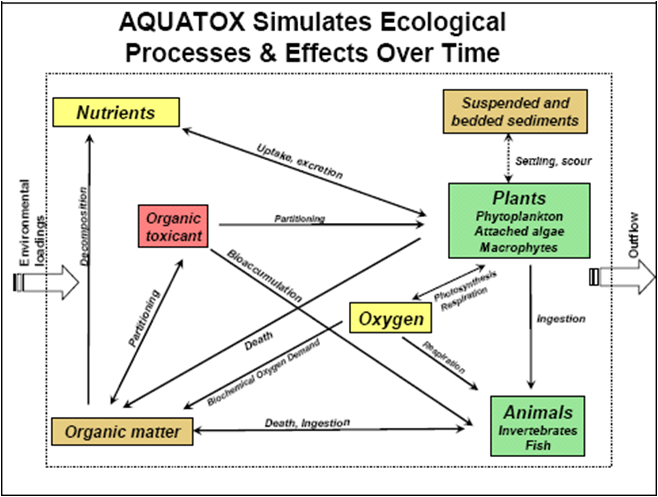 AQUATOX Simulates Ecological
Processes & Effects Over Time
Nutrients
Suspended and
bedded sediments
Uptake, excretion
Settling, scour
Environmental
loadings
Decomposition
Organic
toxicant
Partitioning
Plants
Phytoplankton
Attached algae
Macrophytes
Outflow
Bioaccumulation
Partitioning
Photosynthesis
Respiration
Oxygen
Ingestion
Death
Biochemical Oxygen Demand
Respiration
Organic matter
Death, Ingestion
Animals
Invertebrates
Fish